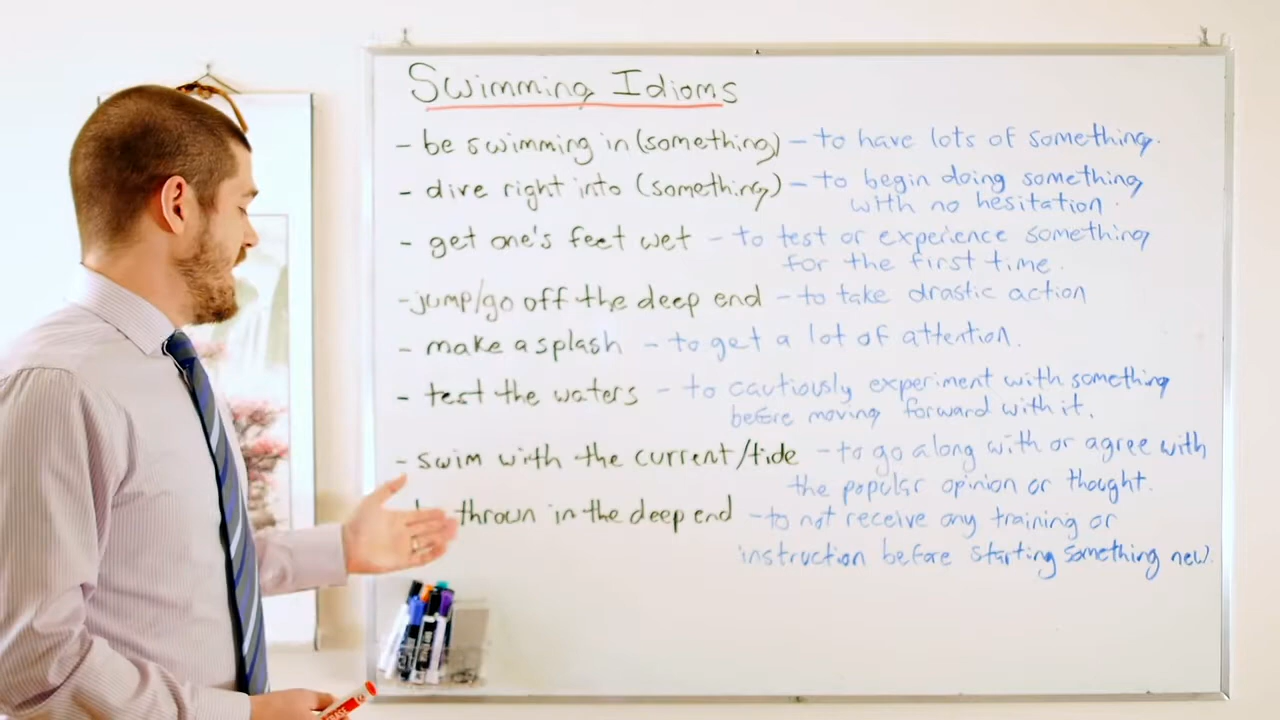 Swimming Idioms
- be swimming in (something) - to have lots of something.
- dive right into (something) - to begin doing something
with no hesitation.
- get one's feet wet - to test or experience something
for the first time.
- jump/go off the deep end - to take drastic action
- make a splash - to get a lot of attention.
- test the waters - to cautiously experiment with something
before moving forward with it.
- swim with the current/tide - to go along with or agree with
the popular opinion or thought.
thrown in the deep end - to not receive any training or
instruction before starting something new.